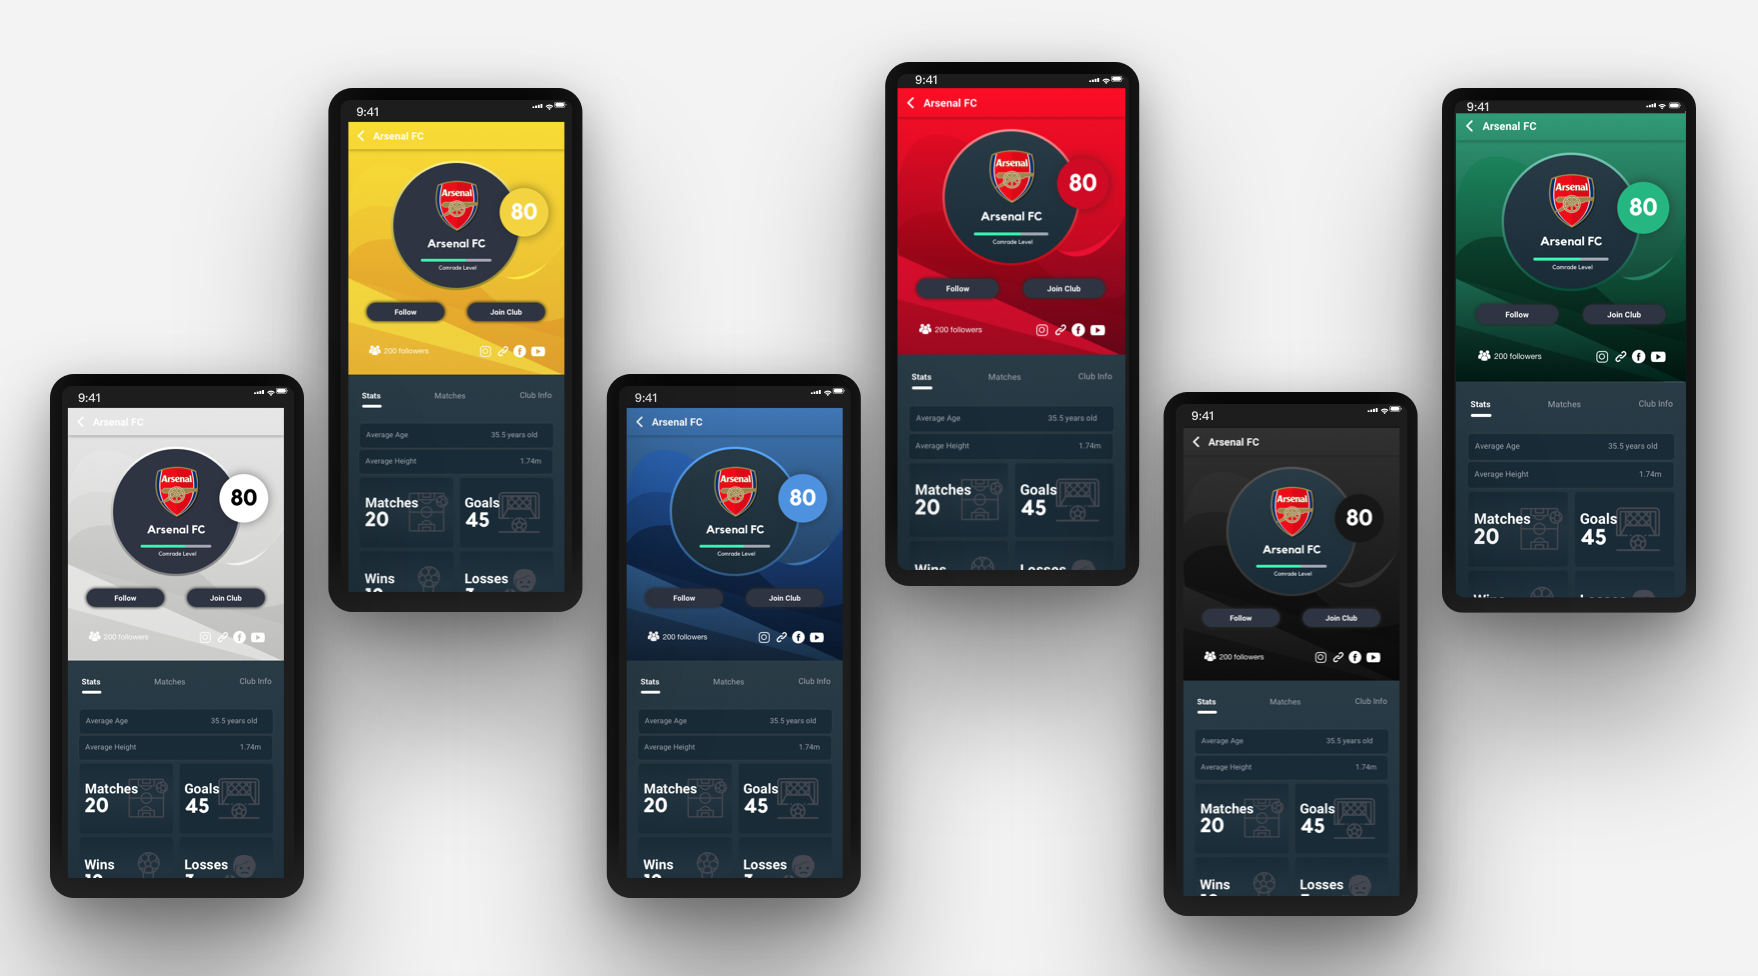 9:41
Arsenal FC
Arsenal
80
Arsenal FC
Comrade Level
Follow
Join Club
200 followers
Stats
Matches
Club Info
Average Age
35.5 years old
Average Height
1.74m
Matches
20
Goals
45
Wins
Losses
9:41
Arsenal FC
Arsenal
80
Arsenal FC
Comrade Level
Follow
Join Club
200 followers
Stats
Matches
Club Info
Average Age
35.5 years old
Average Height
1.74m
Matches
20
Goals
45
Wins
Losses
9:41
Arsenal FC
Arsenal
80
Arsenal FC
Comrade Level
Follow
Join Club
200 followers
Stats
Matches
Club Info
Average Age
35.5 years old
Average Height
1.74m
Matches
20
Goals
45
Wins
Losses
9:41
Arsenal FC
Arsenal
80
Arsenal FC
Comrade Level
Follow
Join Club
200 followers
Stats
Matches
Club Info
Average Age
35.5 years old
Average Height
1.74m
Matches
20
Goals
45
Wins
Losses
9:41
Arsenal FC
Arsenal
80
Arsenal FC
Comrade Level
Follow
Join Club
200 followers
Stats
Matches
Club Info
Average Age
35.5 years old
Average Height
1.74m
Matches
20
Goals
45
Wins
Losses
9:41
Arsenal FC
Arsenal
80
Arsenal FC
Comrade Level
Follow
Join Club
200 followers
Stats
Matches
Club Info
Average Age
35.5 years old
Average Height
1.74m
Matches
20
Goals
45
Wins
Losses